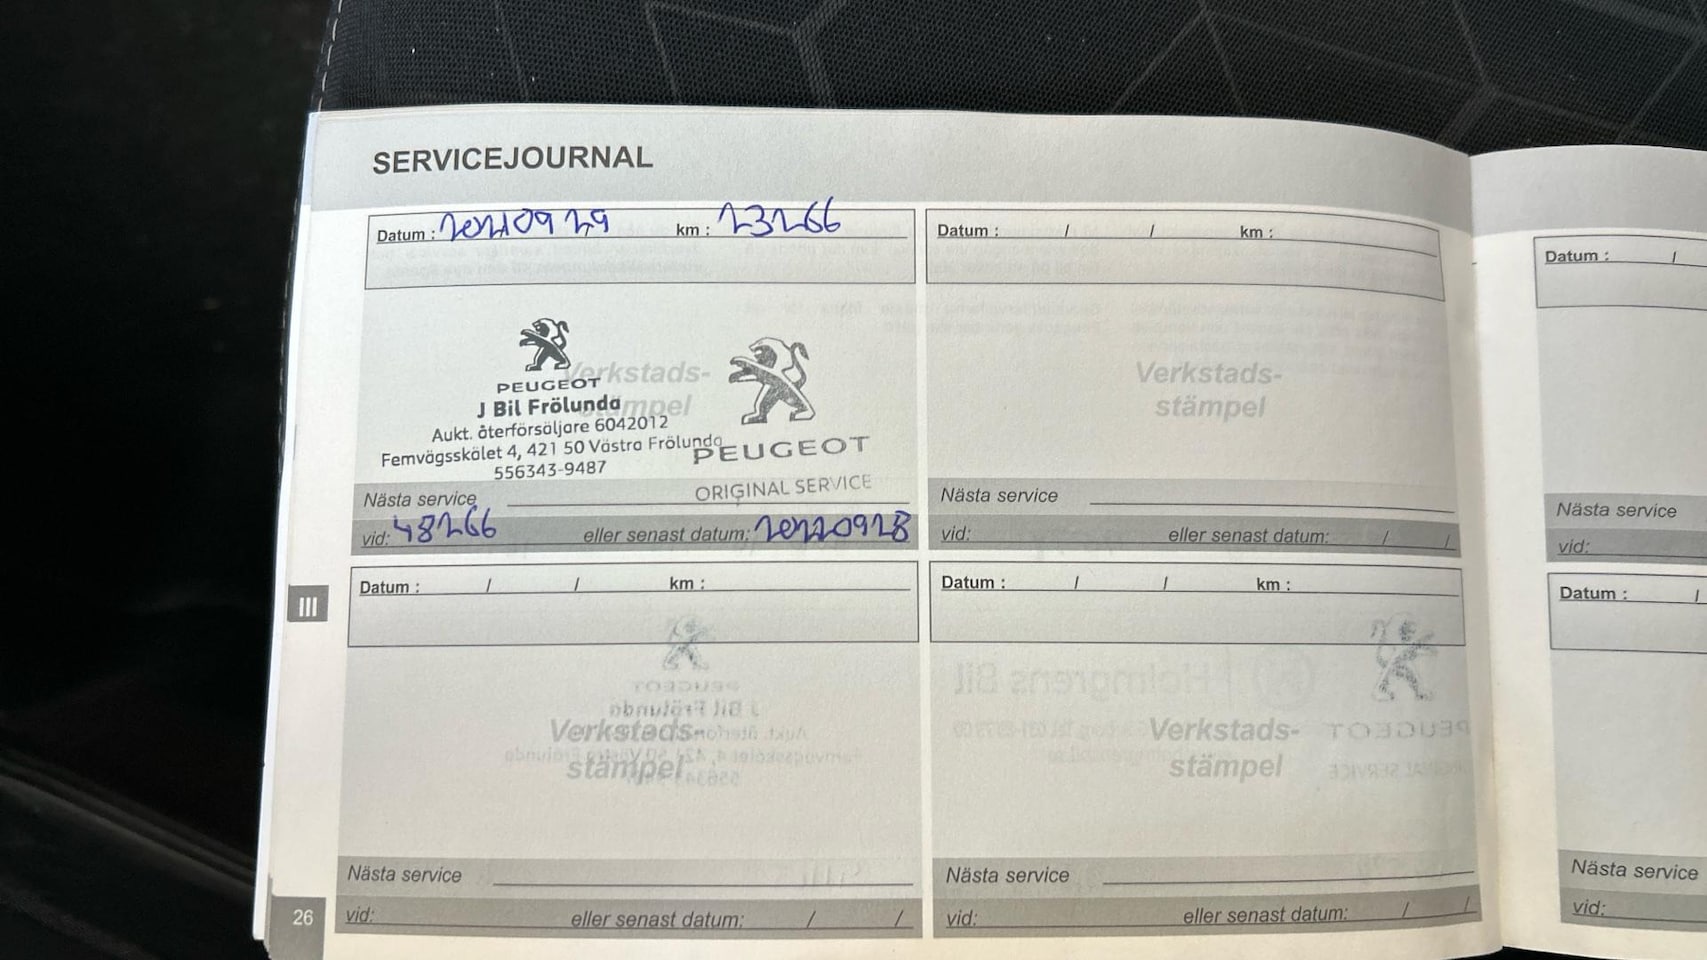 SERVICEJOURNAL
Datum : 20210929 km : 23266
PEUGEOT
J Bil Frölunda
Aukt. återförsäljare 6042012
Femvägsskälet 4, 421 50 Västra Frölunda
556343-9487
Verkstads-
stämpel
PEUGEOT
ORIGINAL SERVICE
Nästa service
vid: 48266 eller senast datum: 20220928
Datum : / / km :
Verkstads-
stämpel
Nästa service
vid: eller senast datum: / /
III
Datum : / / km :
Verkstads-
stämpel
Nästa service
vid: eller senast datum: / /
Datum : / / km :
Verkstads-
stämpel
Nästa service
vid: eller senast datum: / /
26
Datum : /
Nästa service
vid:
Datum : /
Nästa service
vid: